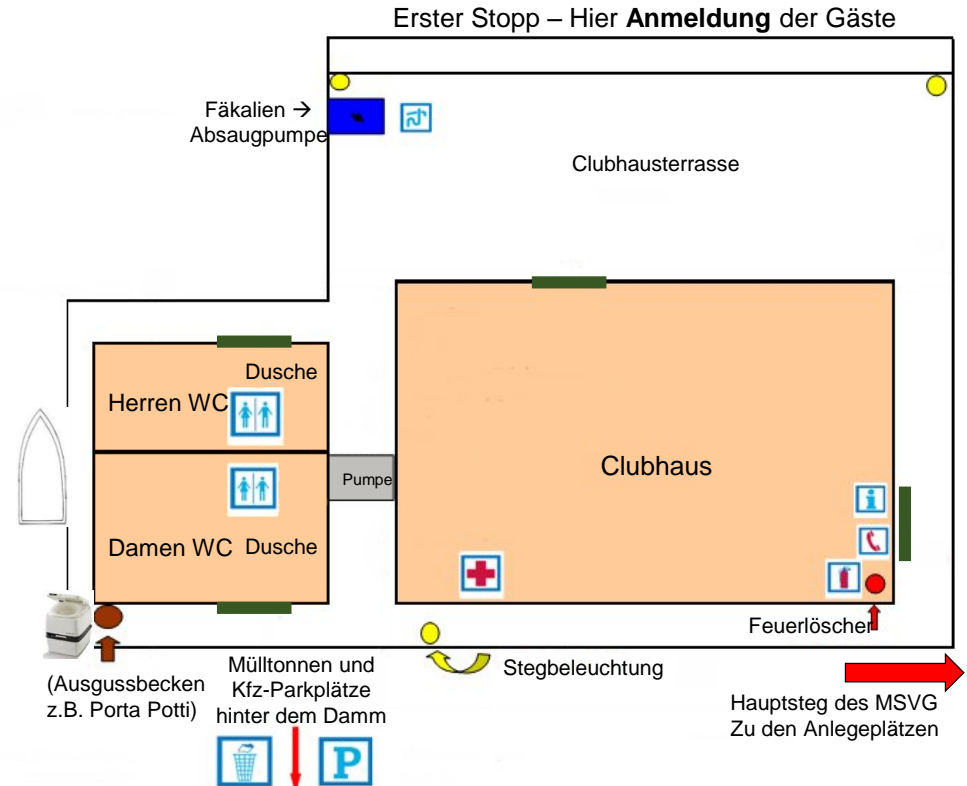 Erster Stopp – Hier Anmeldung der Gäste
Fäkalien →
Absaugpumpe
Clubhausterrasse
Dusche
Herren WC
Pumpe
Clubhaus
i
Damen WC
Dusche
Feuerlöscher
Stegbeleuchtung
(Ausgussbecken
z.B. Porta Potti)
Mülltonnen und
Kfz-Parkplätze
hinter dem Damm
P
Hauptsteg des MSVG
Zu den Anlegeplätzen